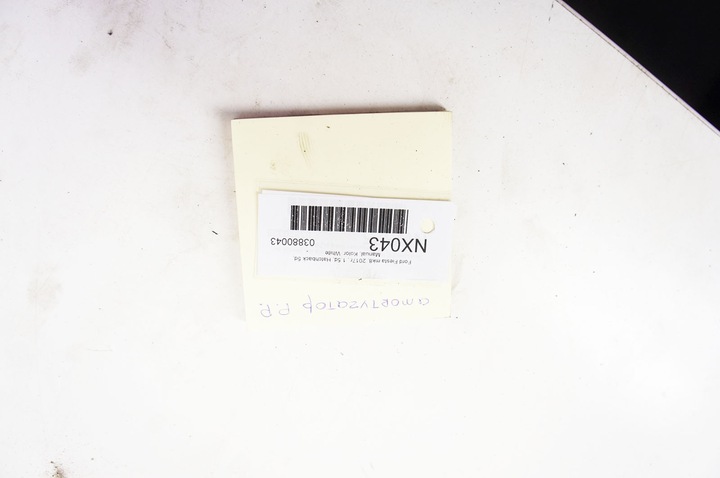 амортизатор P.P.
Ford Fiesta mk8, 2017r. 1.5d Hatchback 5d
Manual, Kolor: White
NX043
03880043